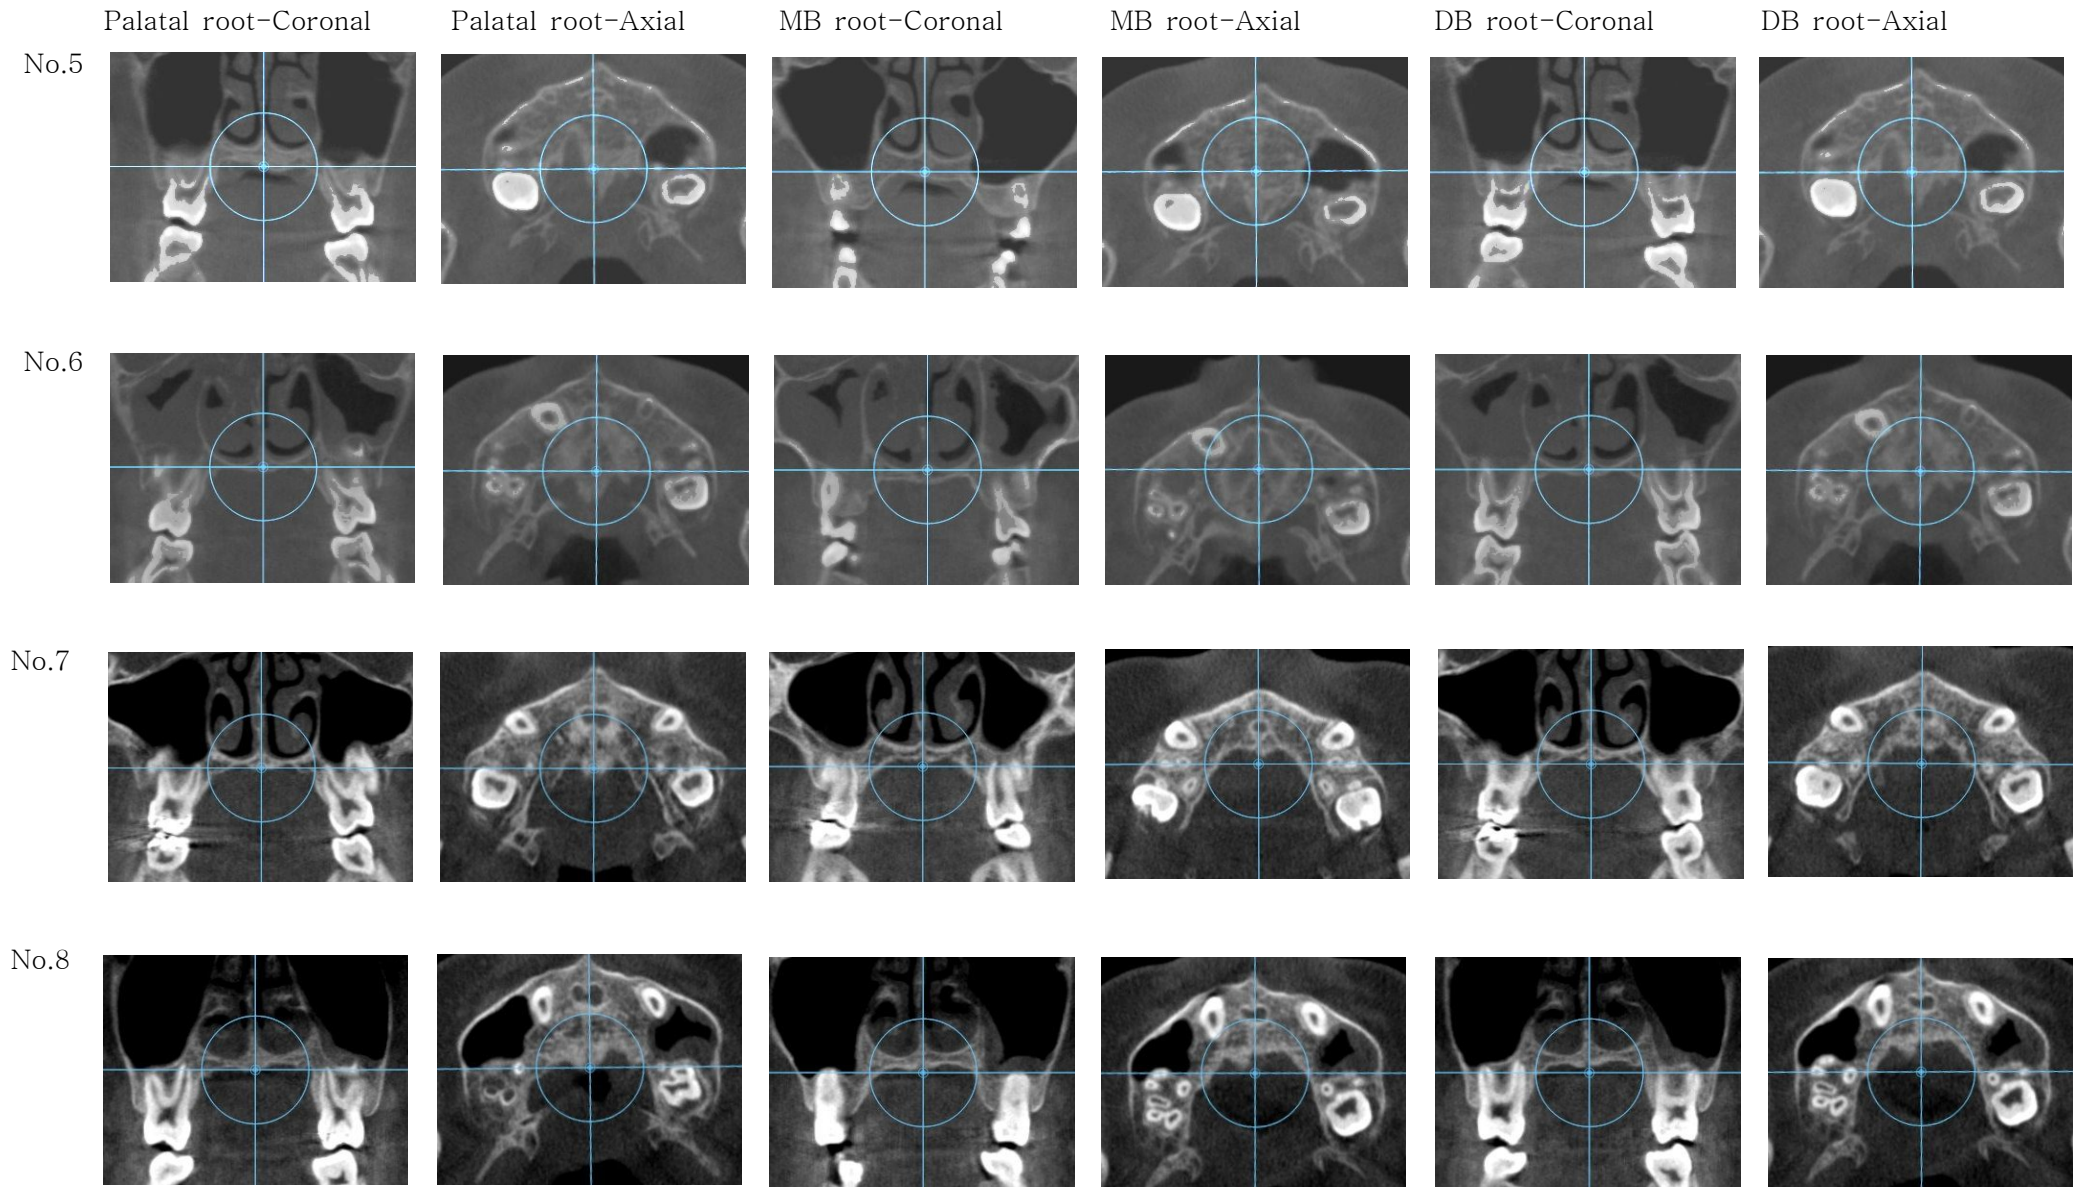 Palatal root-Coronal Palatal root-Axial MB root-Coronal MB root-Axial DB root-Coronal DB root-Axial
No.5
No.6
No.7
No.8